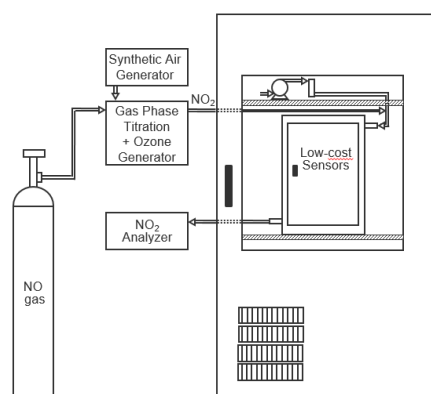 Synthetic Air
Generator
NO₂
Gas Phase
Titration
+ Ozone
Generator
Low-cost
Sensors
NO₂
Analyzer
NO
gas